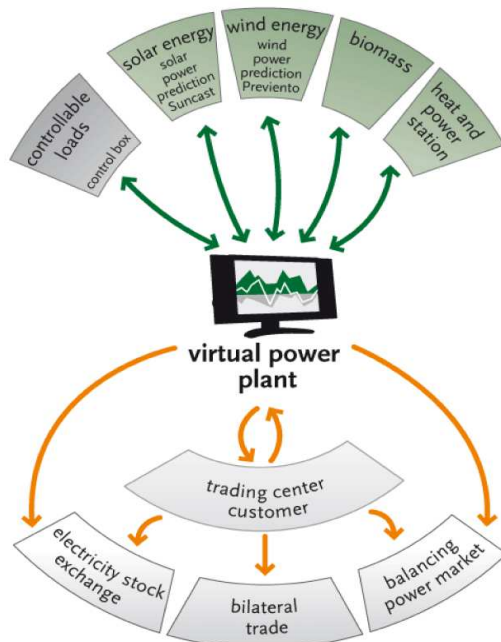 controllable
loads
control box
solar energy
solar
power
prediction
Suncast
wind energy
wind
power
prediction
Previento
biomass
heat and
power
station
virtual power
plant
trading center
customer
electricity stock
exchange
bilateral
trade
balancing
power market